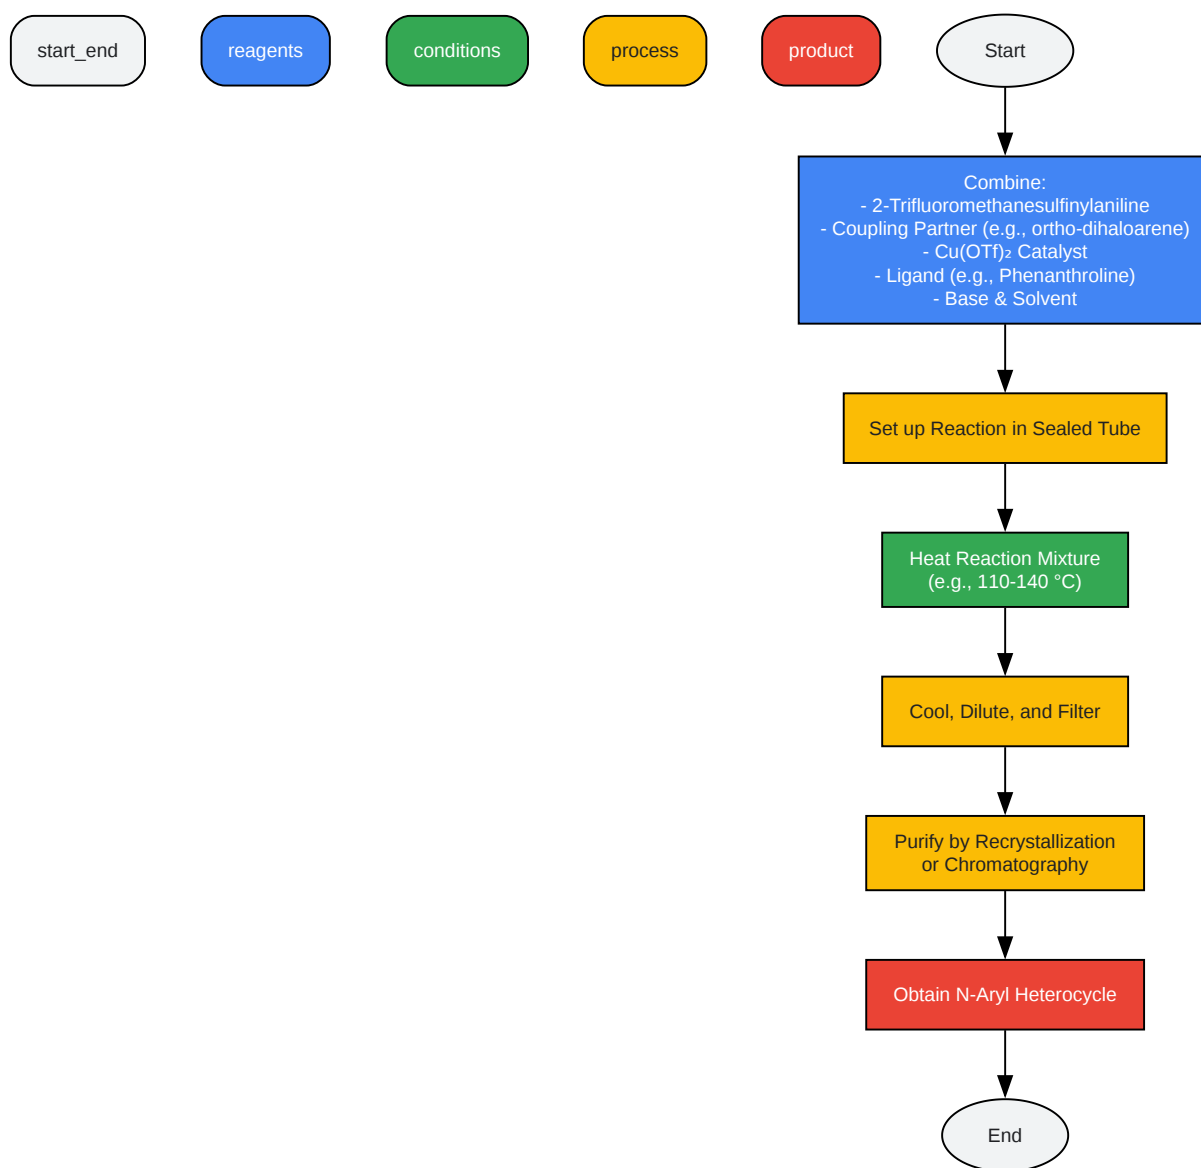 start_end
reagents
conditions
process
product
Start
Combine:
- 2-Trifluoromethanesulfinylaniline
- Coupling Partner (e.g., ortho-dihaloarene)
- Cu(OTf)₂ Catalyst
- Ligand (e.g., Phenanthroline)
- Base & Solvent
Set up Reaction in Sealed Tube
Heat Reaction Mixture
(e.g., 110-140 °C)
Cool, Dilute, and Filter
Purify by Recrystallization
or Chromatography
Obtain N-Aryl Heterocycle
End